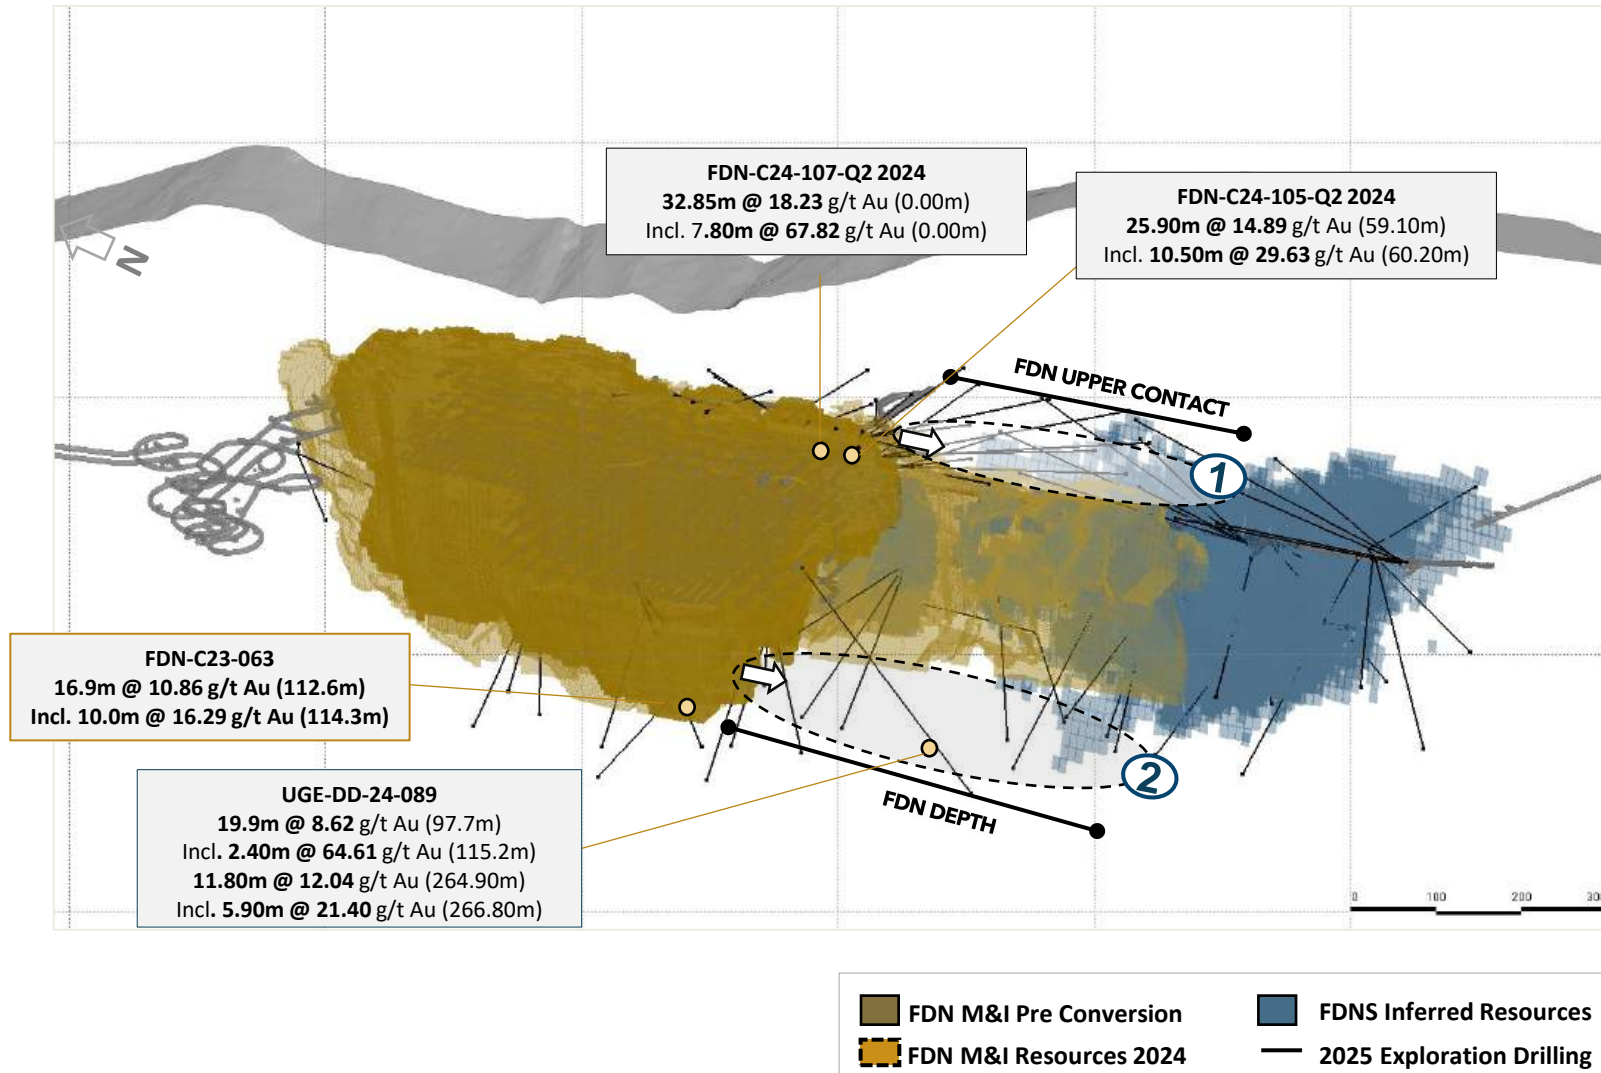 FDN-C24-107-Q2 2024
32.85m @ 18.23 g/t Au (0.00m)
Incl. 7.80m @ 67.82 g/t Au (0.00m)
FDN-C24-105-Q2 2024
25.90m @ 14.89 g/t Au (59.10m)
Incl. 10.50m @ 29.63 g/t Au (60.20m)
N
FDN UPPER CONTACT
1
FDN-C23-063
16.9m @ 10.86 g/t Au (112.6m)
Incl. 10.0m @ 16.29 g/t Au (114.3m)
2
FDN DEPTH
UGE-DD-24-089
19.9m @ 8.62 g/t Au (97.7m)
Incl. 2.40m @ 64.61 g/t Au (115.2m)
11.80m @ 12.04 g/t Au (264.90m)
Incl. 5.90m @ 21.40 g/t Au (266.80m)
0 100 200 300
FDN M&I Pre Conversion
FDNS Inferred Resources
FDN M&I Resources 2024
2025 Exploration Drilling